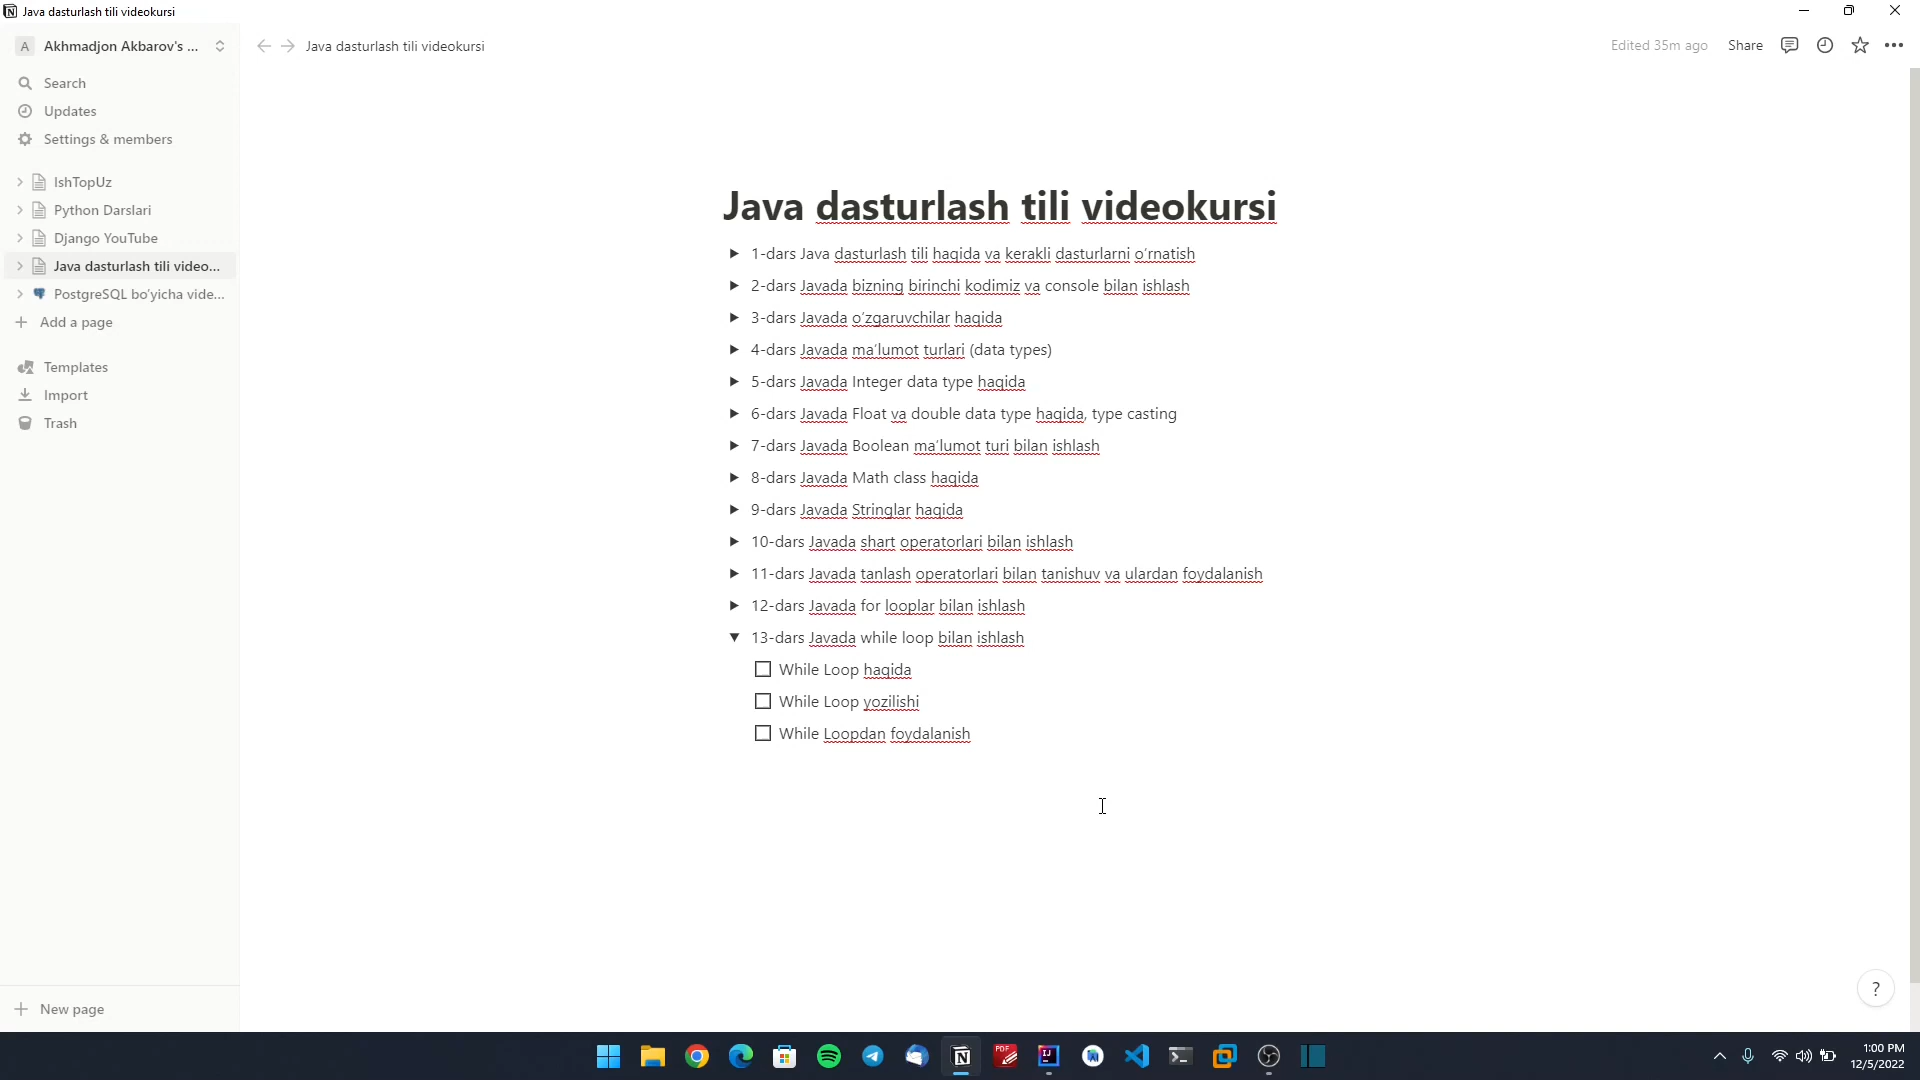 Java dasturlash tili videokursi
A Akhmadjon Akbarov's ...
Java dasturlash tili videokursi
Edited 35m ago
Share
Search
Updates
Settings & members
IshTopUz
Python Darslari
Django YouTube
Java dasturlash tili video...
PostgreSQL bo'yicha vide...
Add a page
Templates
Import
Trash
Java dasturlash tili videokursi
1-dars Java dasturlash tili haqida va kerakli dasturlarni o'rnatish
2-dars Javada bizning birinchi kodimiz va console bilan ishlash
3-dars Javada o'zgaruvchilar haqida
4-dars Javada ma'lumot turlari (data types)
5-dars Javada Integer data type haqida
6-dars Javada Float va double data type haqida, type casting
7-dars Javada Boolean ma'lumot turi bilan ishlash
8-dars Javada Math class haqida
9-dars Javada Stringlar haqida
10-dars Javada shart operatorlari bilan ishlash
11-dars Javada tanlash operatorlari bilan tanishuv va ulardan foydalanish
12-dars Javada for looplar bilan ishlash
13-dars Javada while loop bilan ishlash
While Loop haqida
While Loop yozilishi
While Loopdan foydalanish
?
New page
PDF
IJ
1:00 PM
12/5/2022